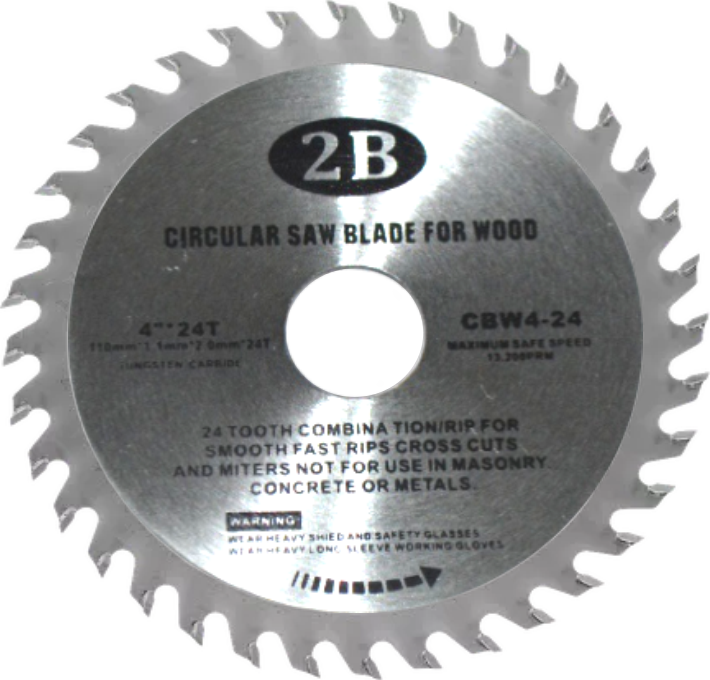 2B
CIRCULAR SAW BLADE FOR WOOD
4"*24T
110mm*1.1mm*2.0mm*24T
TUNGSTEN CARBIDE
CBW4-24
MAXIMUM SAFE SPEED
13,200PRM
24 TOOTH COMBINA TION/RIP FOR
SMOOTH FAST RIPS CROSS CUTS
AND MITERS NOT FOR USE IN MASONRY
CONCRETE OR METALS.
WARNING
WEAR HEAVY SHIED AND SAFETY GLASSES
WEAR HEAVY LONG SLEEVE WORKING GLOVES